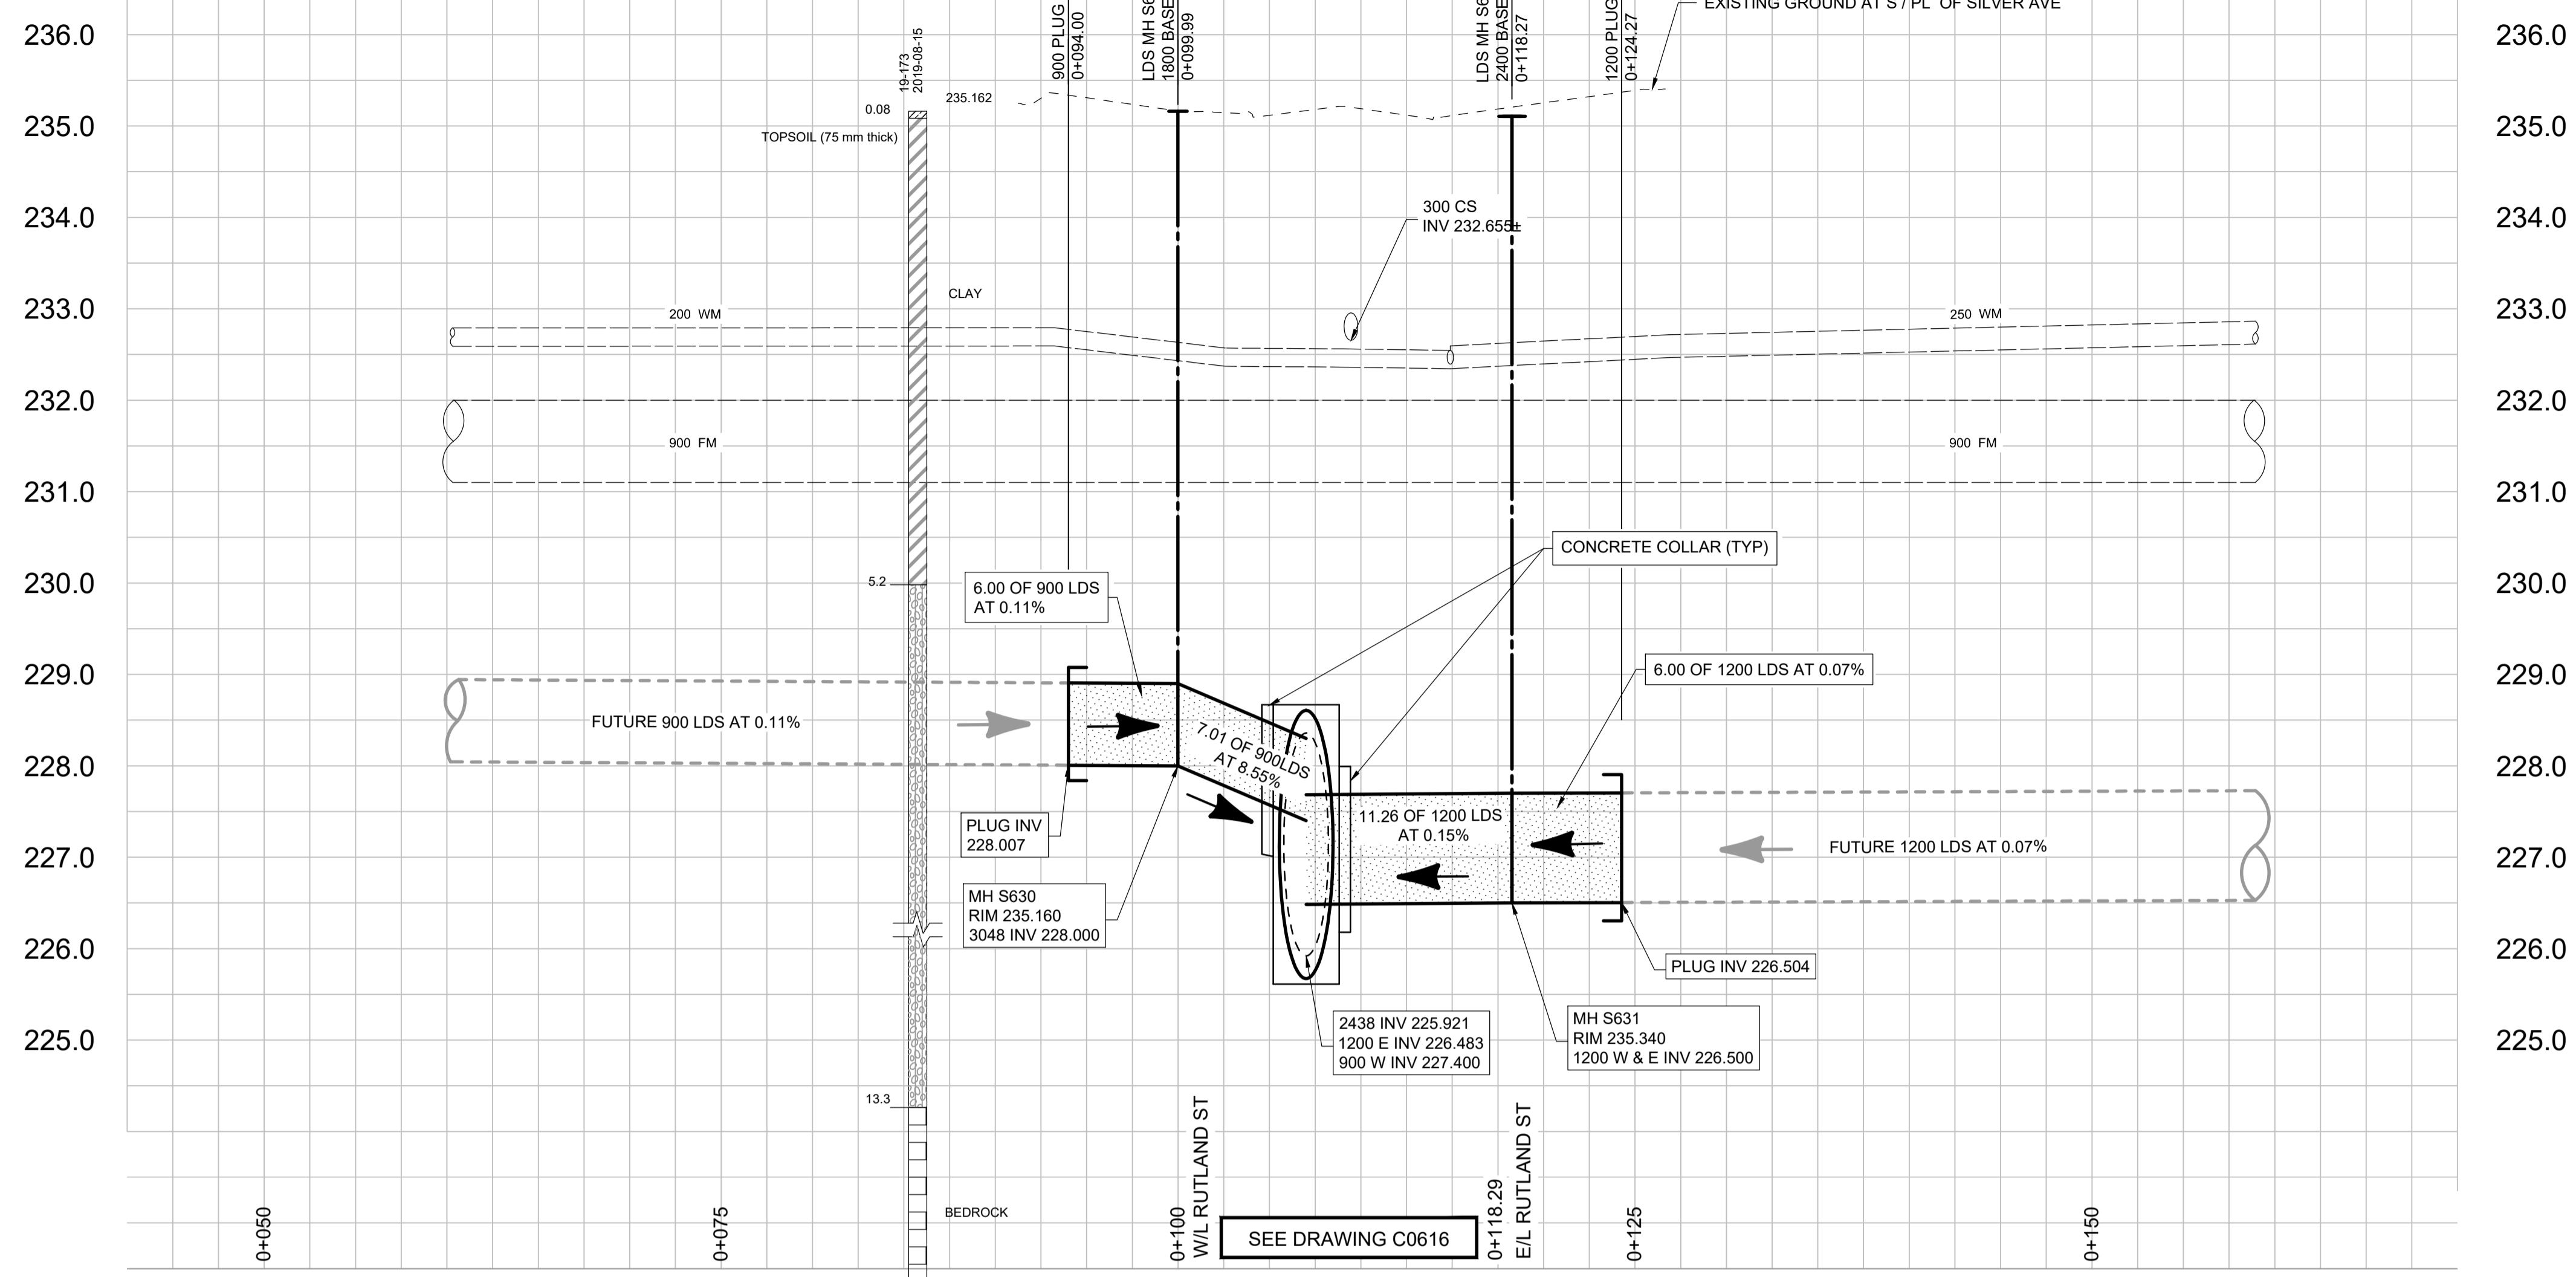 EXISTING GROUND AT S / PL OF SILVER AVE
236.0
236.0
19-173
2019-08-15
900 PLUG
0+094.00
LDS MH
1800 BASE
0+099.99
LDS MH
2400 BASE
0+118.27
1200 PLUG
0+124.27
0.08
235.162
235.0
235.0
TOPSOIL (75 mm thick)
234.0
234.0
300 CS
INV 232.655±
233.0
233.0
CLAY
200 WM
250 WM
232.0
232.0
900 FM
900 FM
231.0
231.0
CONCRETE COLLAR (TYP)
230.0
230.0
5.2
6.00 OF 900 LDS
AT 0.11%
229.0
229.0
6.00 OF 1200 LDS AT 0.07%
FUTURE 900 LDS AT 0.11%
7.01 OF 900LDS
AT 8.55%
228.0
228.0
PLUG INV
228.007
11.26 OF 1200 LDS
AT 0.15%
FUTURE 1200 LDS AT 0.07%
227.0
227.0
MH S630
RIM 235.160
3048 INV 228.000
226.0
226.0
PLUG INV 226.504
2438 INV 225.921
1200 E INV 226.483
900 W INV 227.400
MH S631
RIM 235.340
1200 W & E INV 226.500
225.0
225.0
13.3
BEDROCK
0+050
0+075
0+100
W/L RUTLAND ST
SEE DRAWING C0616
0+118.29
E/L RUTLAND ST
0+125
0+150